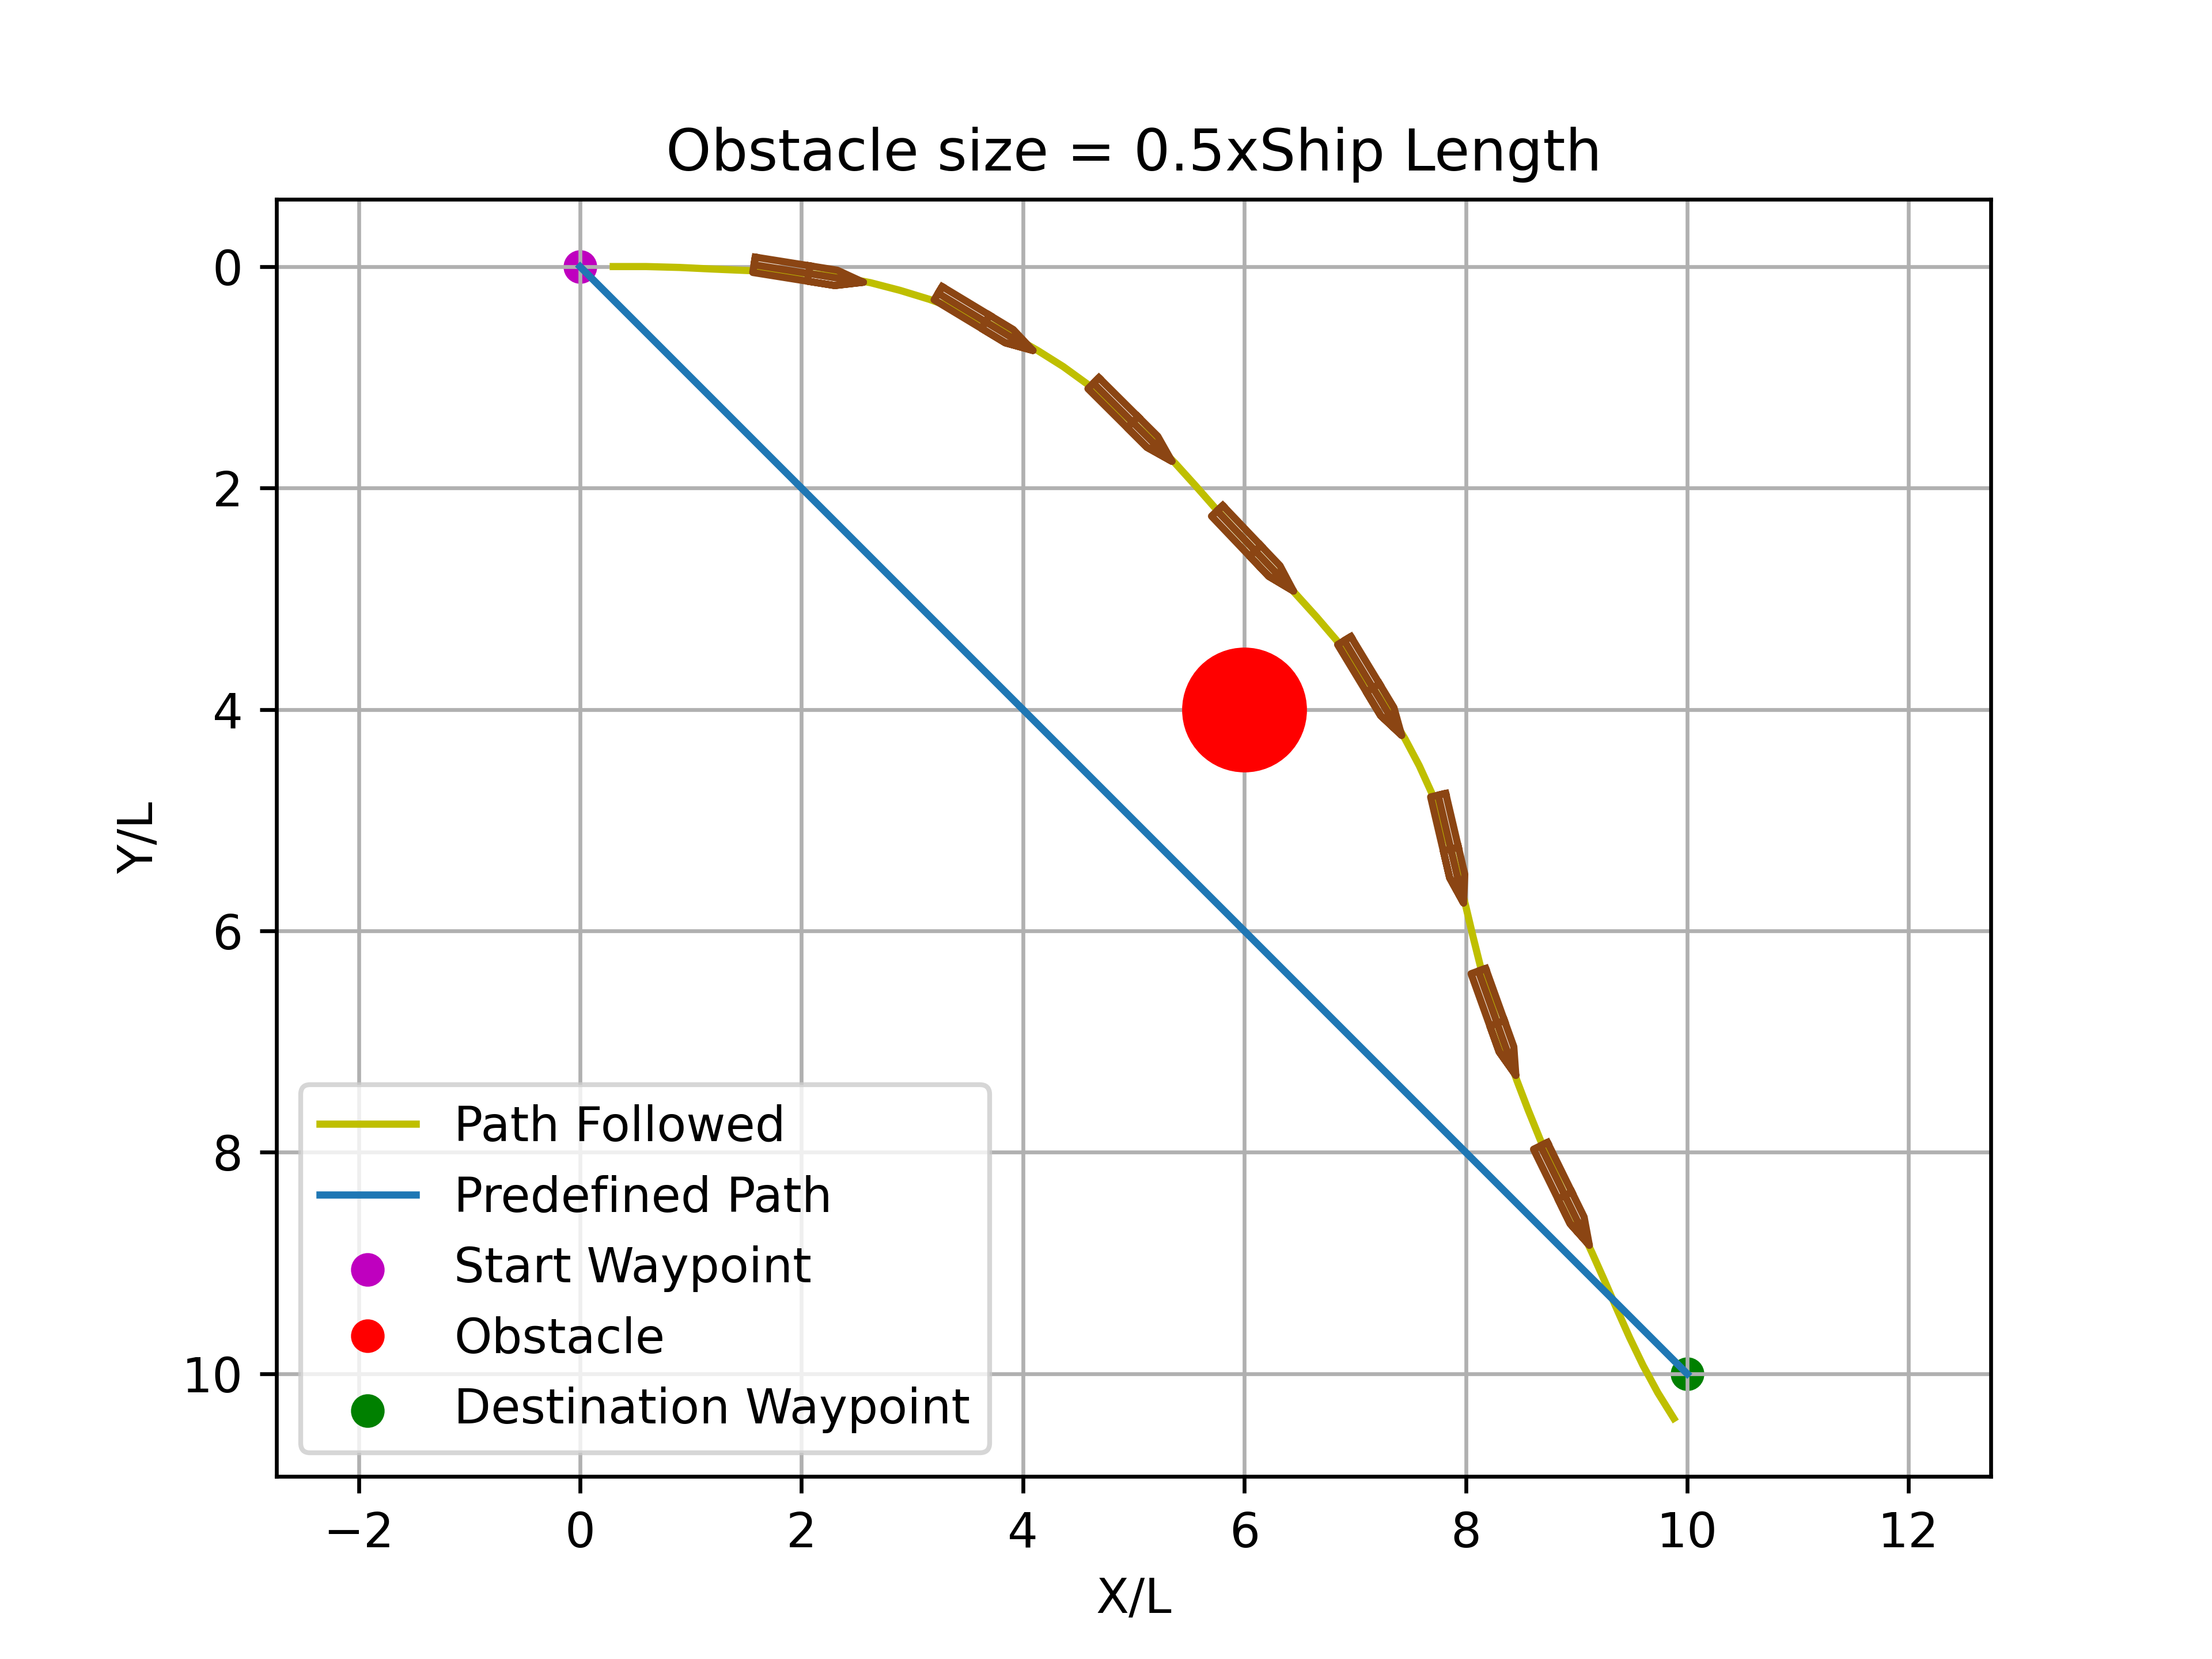 Obstacle size = 0.5xShip Length
0
2
4
6
8
10
Y/L
Path Followed
Predefined Path
Start Waypoint
Obstacle
Destination Waypoint
−2 0 2 4 6 8 10 12
X/L